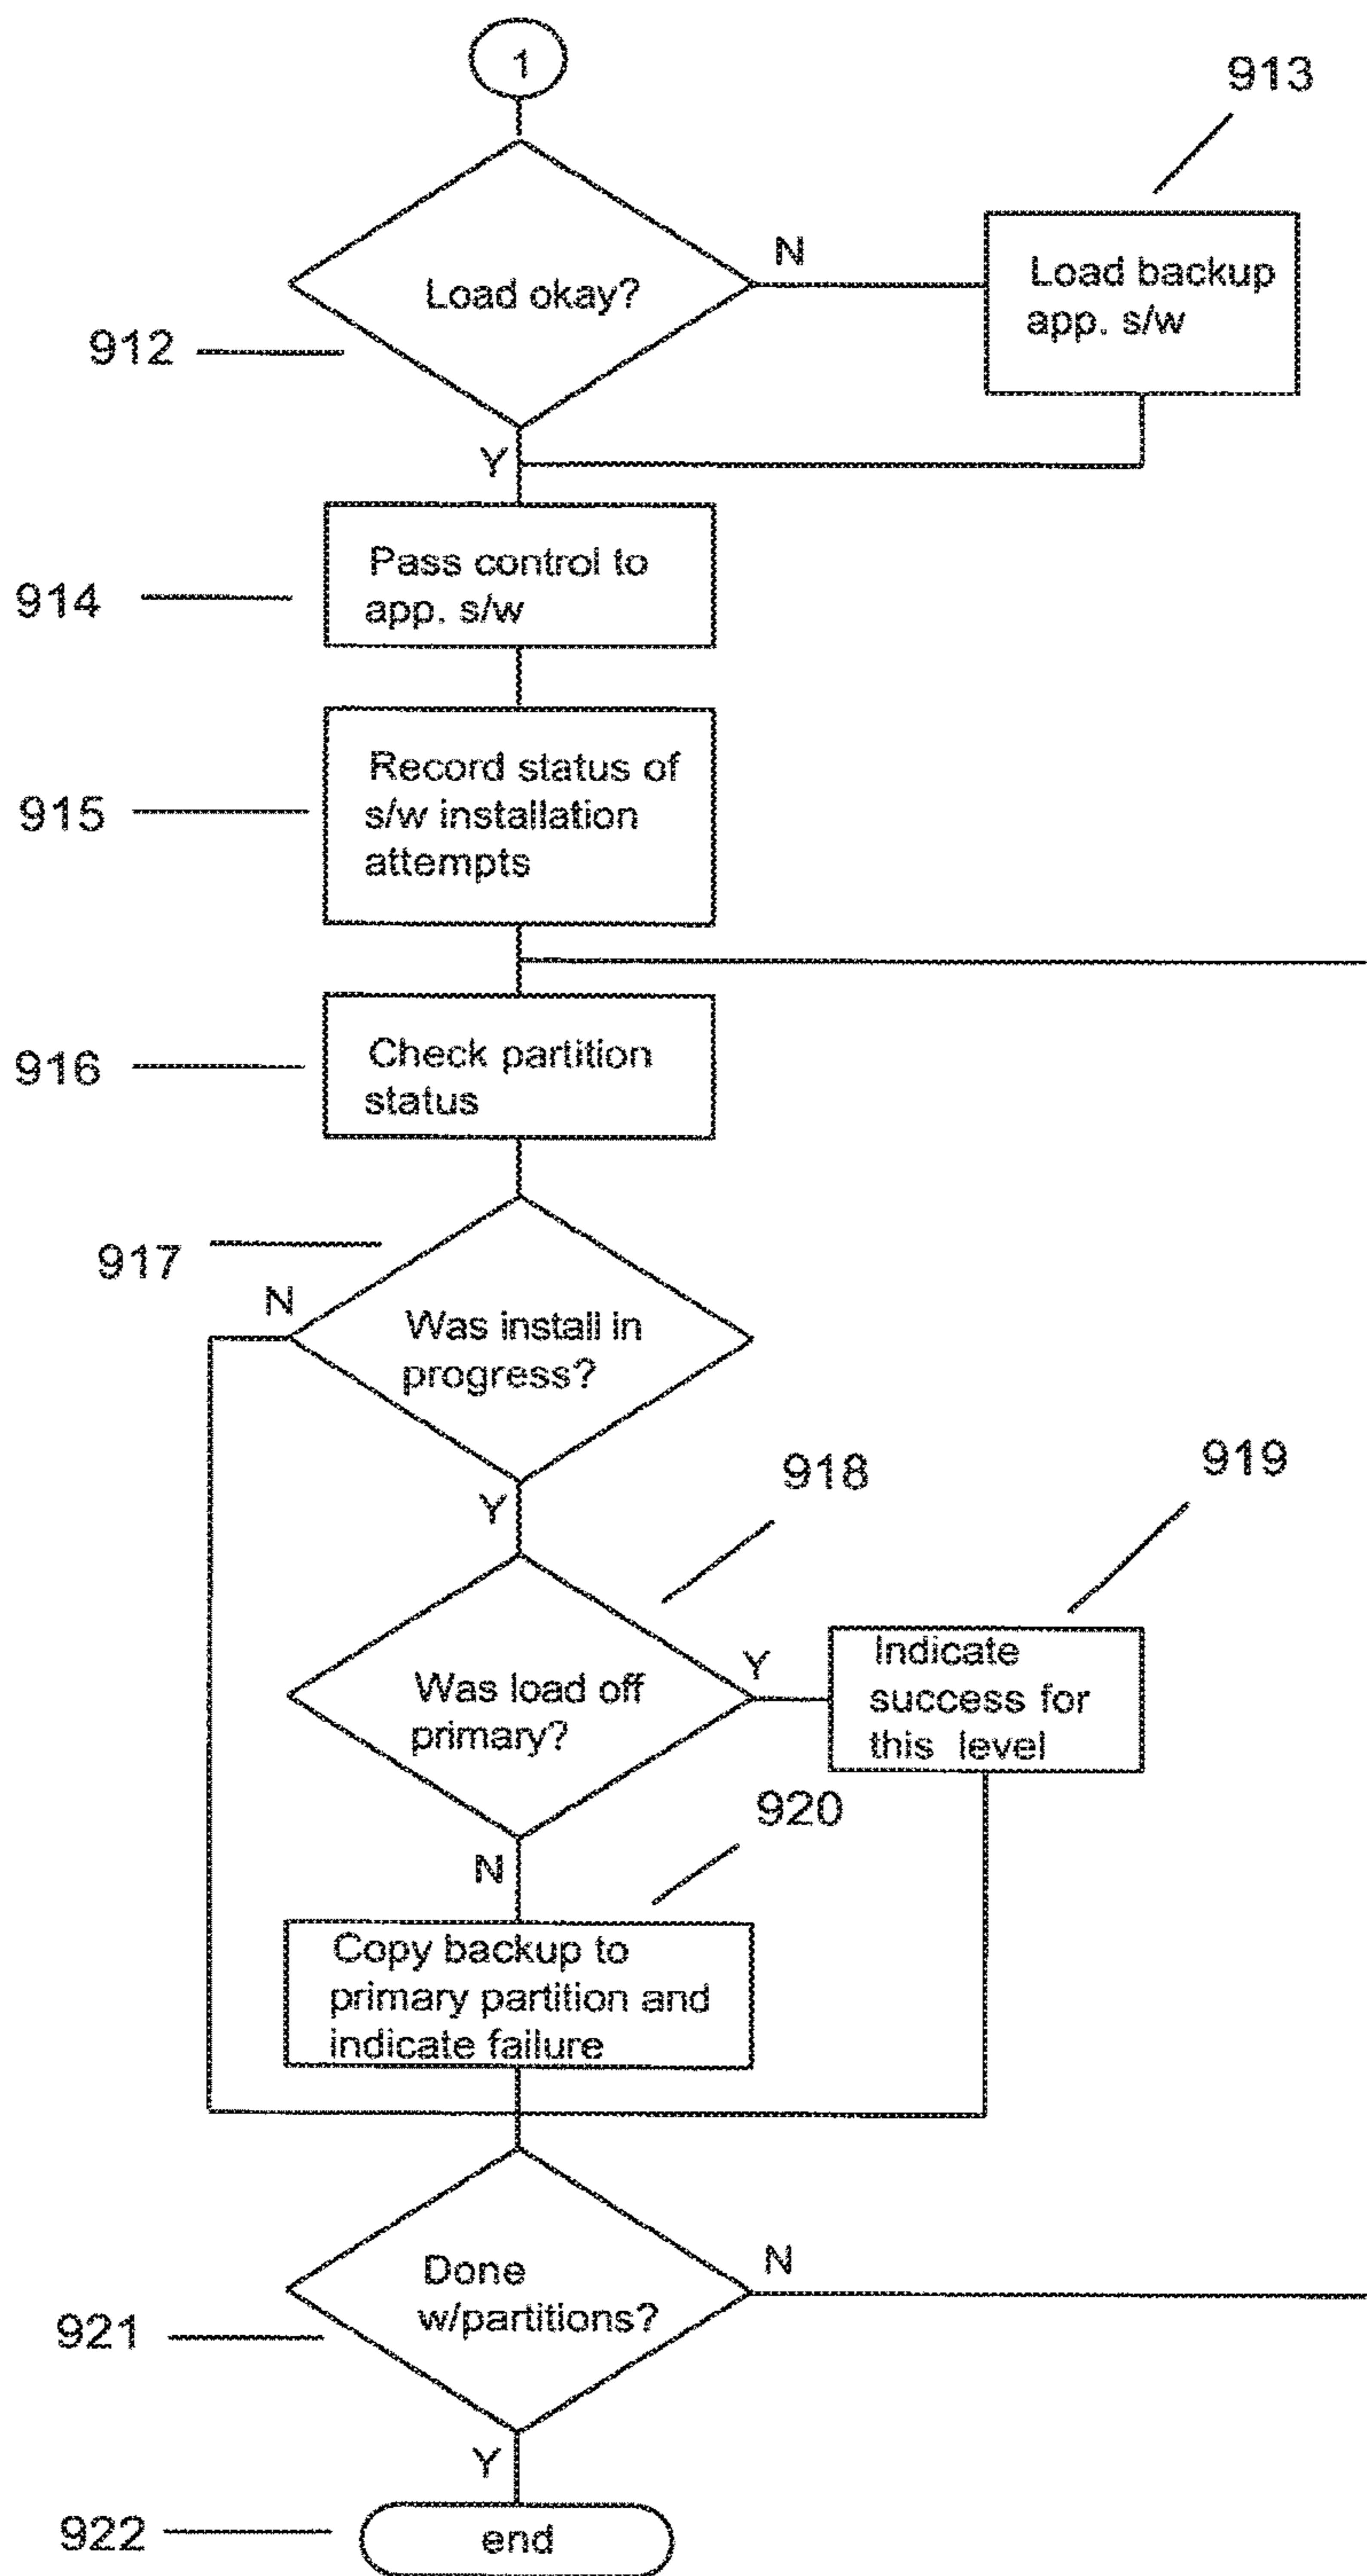 1
913
N
Load okay?
Load backup
app. s/w
912
Y
Pass control to
app. s/w
914
Record status of
s/w installation
attempts
915
Check partition
status
916
917
N
Was install in
progress?
Y
918
919
Was load off
primary?
Y
Indicate
success for
this level
920
N
Copy backup to
primary partition and
indicate failure
Done
w/partitions?
N
921
Y
922
end